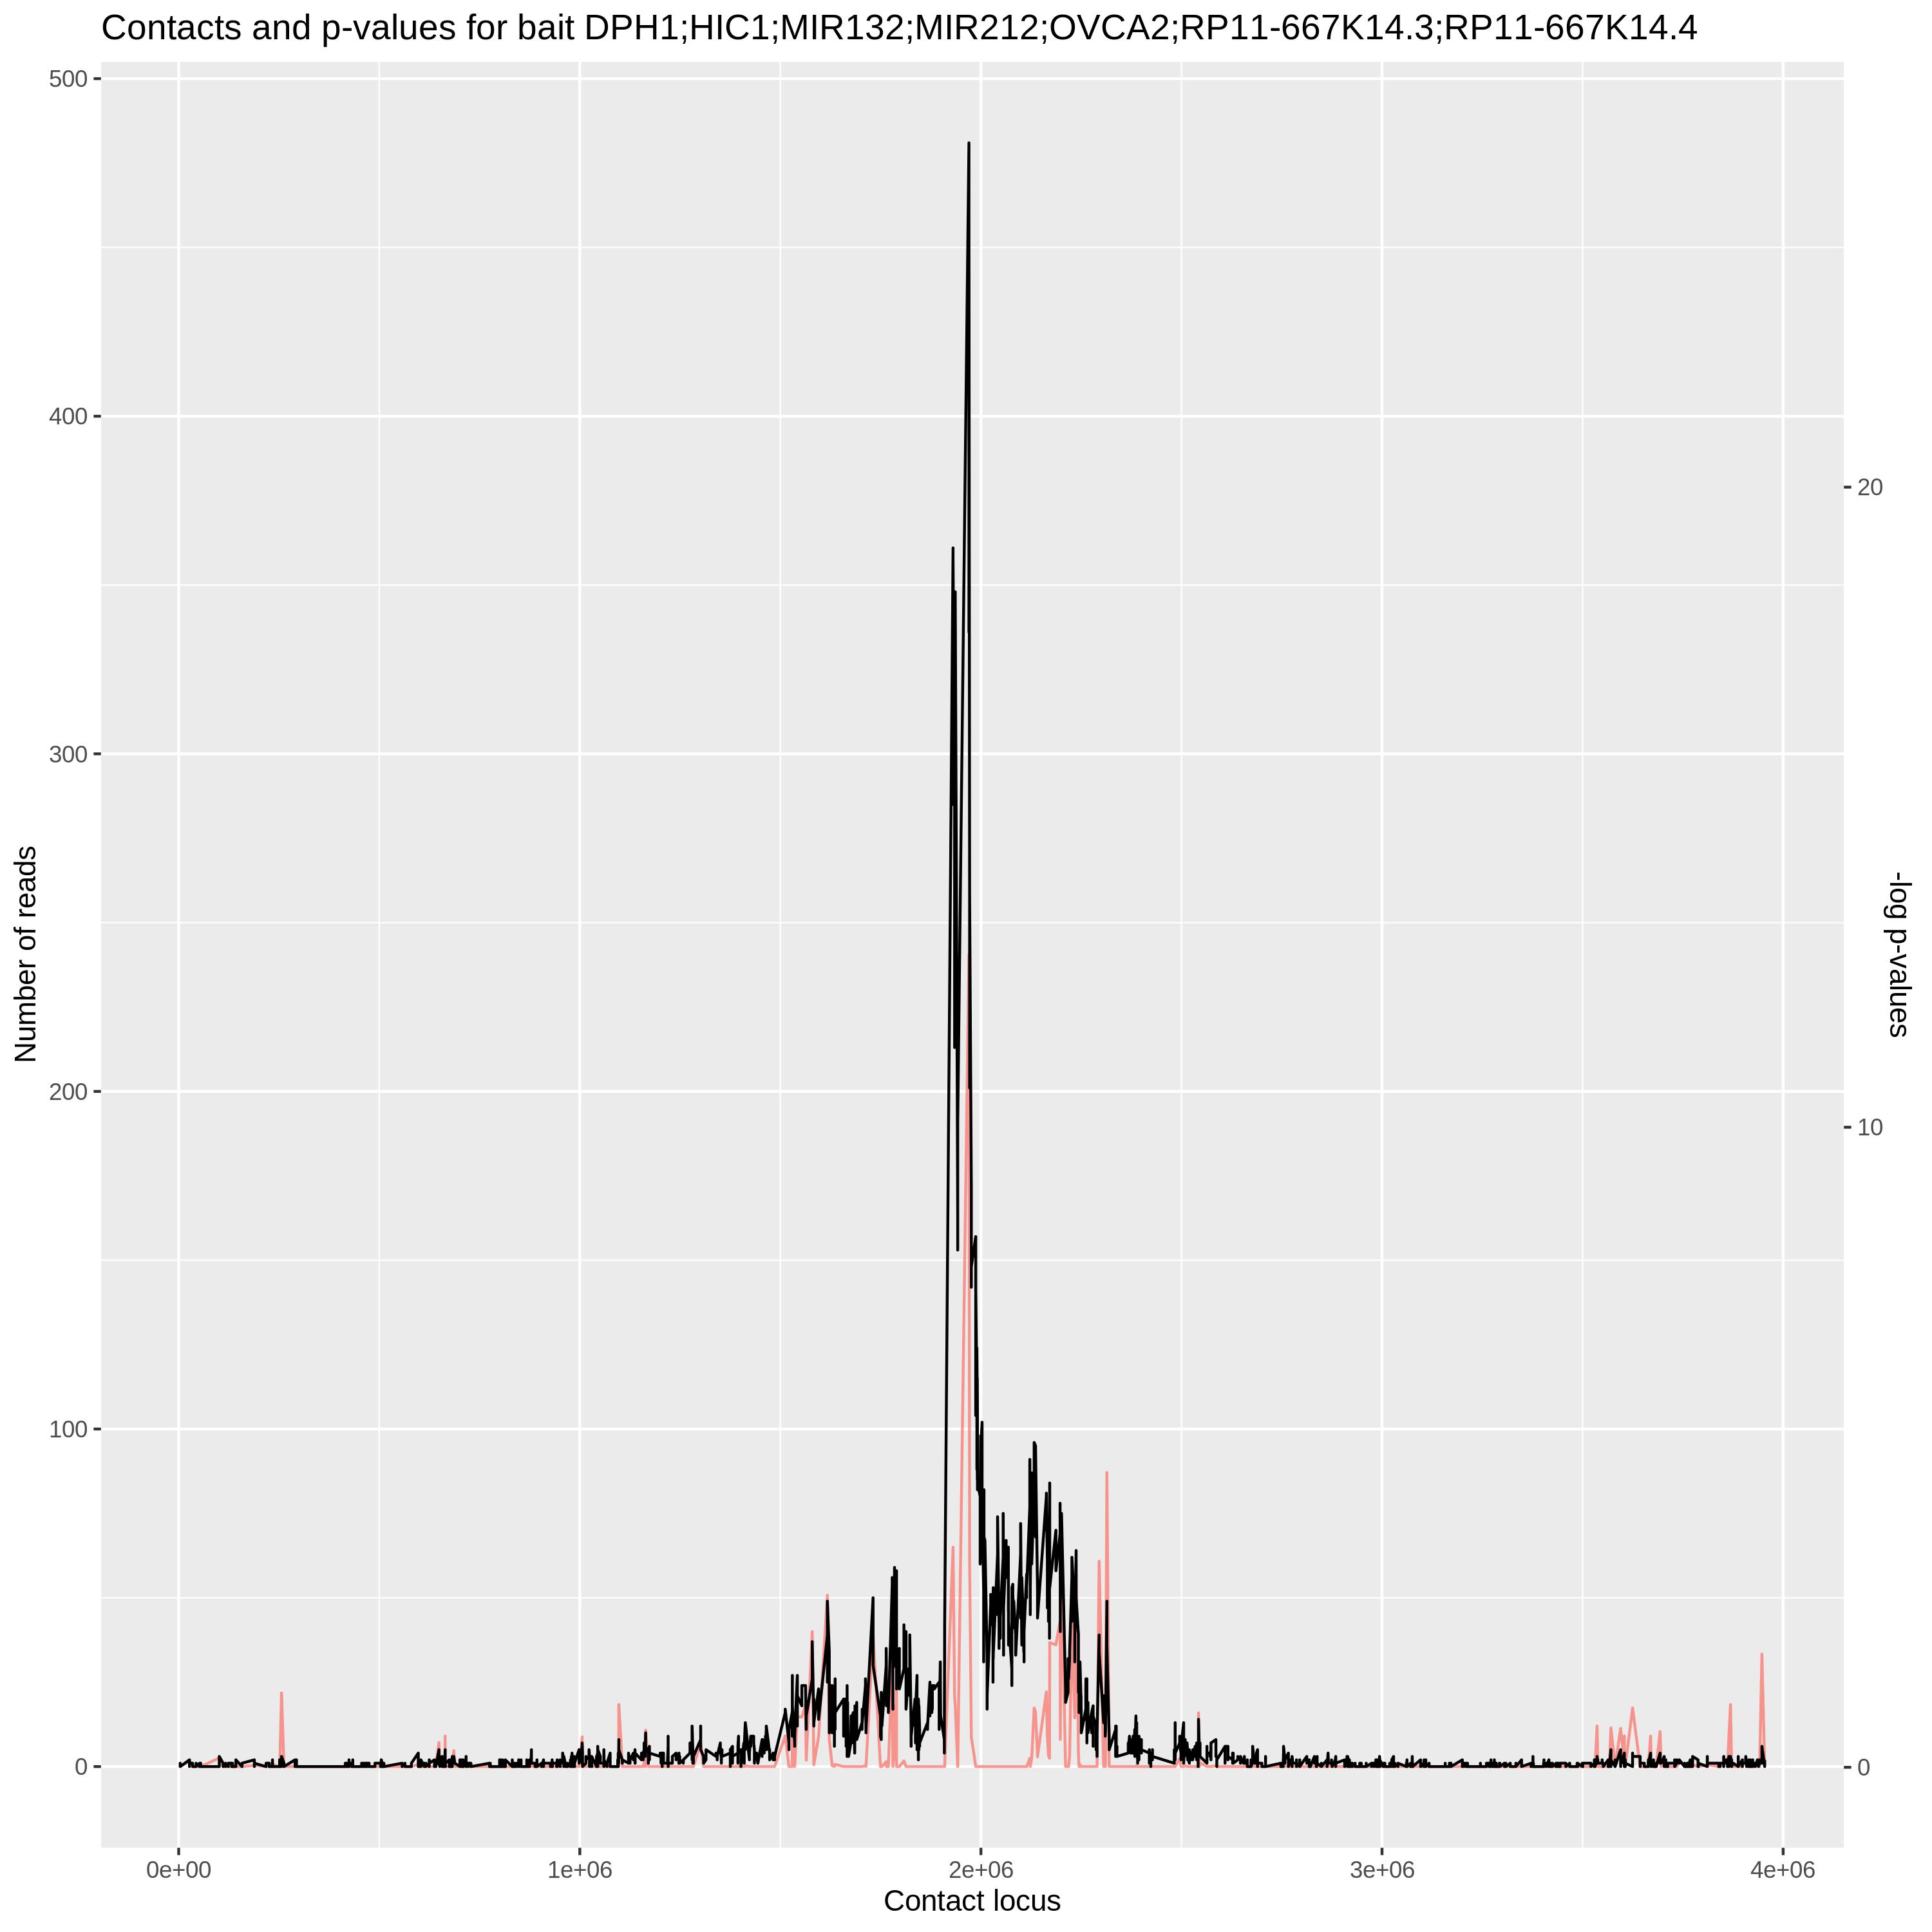 Contacts and p-values for bait DPH1;HIC1;MIR132;MIR212;OVCA2;RP11-667K14.3;RP11-667K14.4
500
400
300
200
100
0
Number of reads
20
10
0
-log p-values
0e+00 1e+06 2e+06 3e+06 4e+06
Contact locus